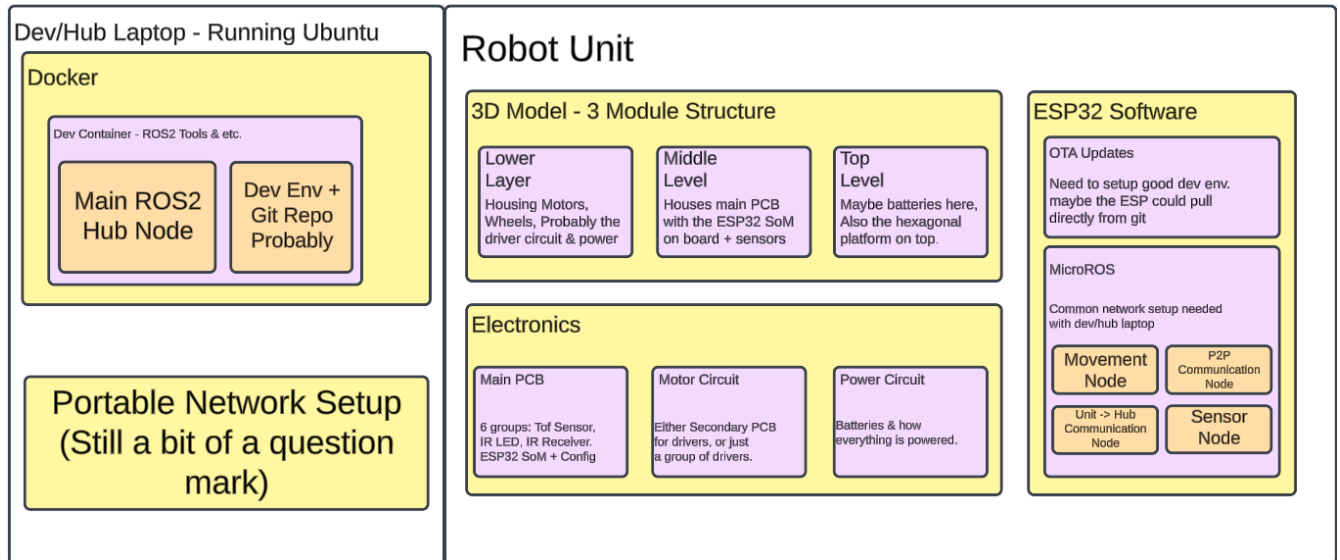 Dev/Hub Laptop - Running Ubuntu
Docker
Dev Container - ROS2 Tools & etc.
Main ROS2
Hub Node
Dev Env +
Git Repo
Probably
Portable Network Setup
(Still a bit of a question
mark)
Robot Unit
3D Model - 3 Module Structure
Lower
Layer
Housing Motors,
Wheels, Probably the
driver circuit & power
Middle
Level
Houses main PCB
with the ESP32 SoM
on board + sensors
Top
Level
Maybe batteries here,
Also the hexagonal
platform on top.
Electronics
Main PCB
6 groups: Tof Sensor,
IR LED, IR Receiver.
ESP32 SoM + Config
Motor Circuit
Either Secondary PCB
for drivers, or just
a group of drivers.
Power Circuit
Batteries & how
everything is powered.
ESP32 Software
OTA Updates
Need to setup good dev env.
maybe the ESP could pull
directly from git
MicroROS
Common network setup needed
with dev/hub laptop
Movement
Node
P2P
Communication
Node
Unit -> Hub
Communication
Node
Sensor
Node